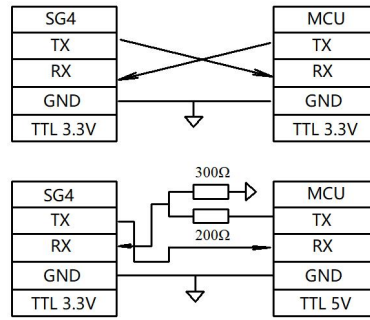 SG4 MCU
TX TX
RX RX
GND GND
TTL 3.3V TTL 3.3V
300Ω
SG4 MCU
TX TX
200Ω
RX RX
GND GND
TTL 3.3V TTL 5V